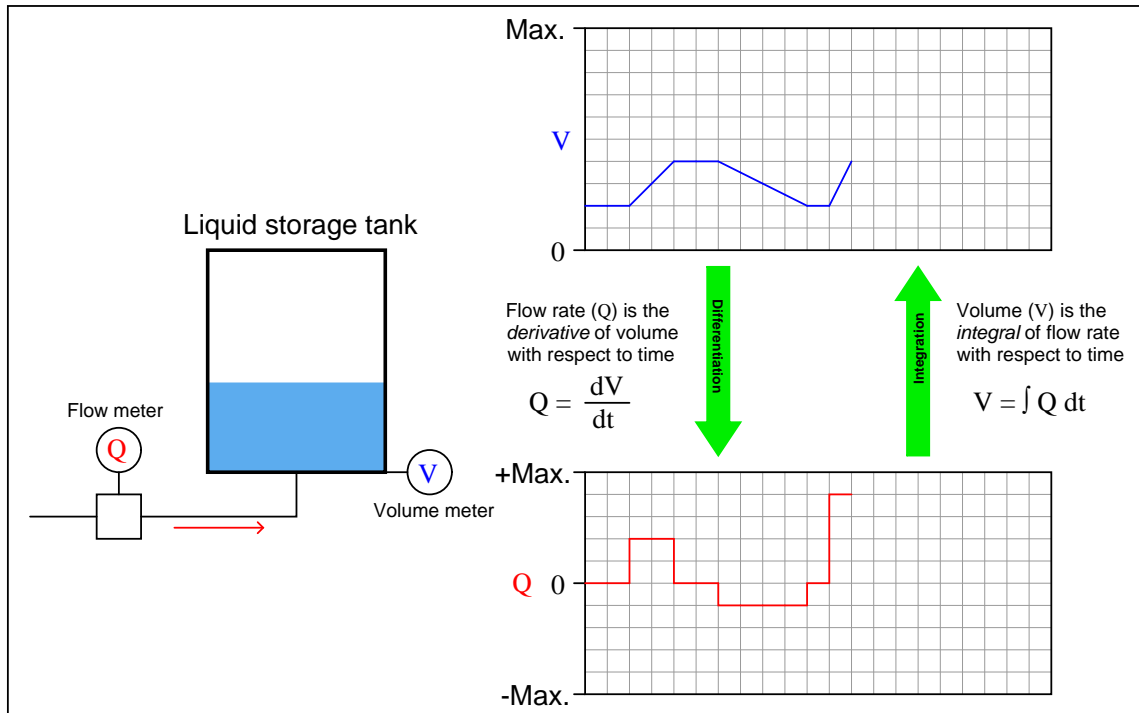 Max.
V
0
Liquid storage tank
Flow meter
Q
V
Volume meter
Flow rate (Q) is the
derivative of volume
with respect to time
Q = dV/dt
Differentiation
Integration
Volume (V) is the
integral of flow rate
with respect to time
V = ∫ Q dt
+Max.
Q 0
-Max.